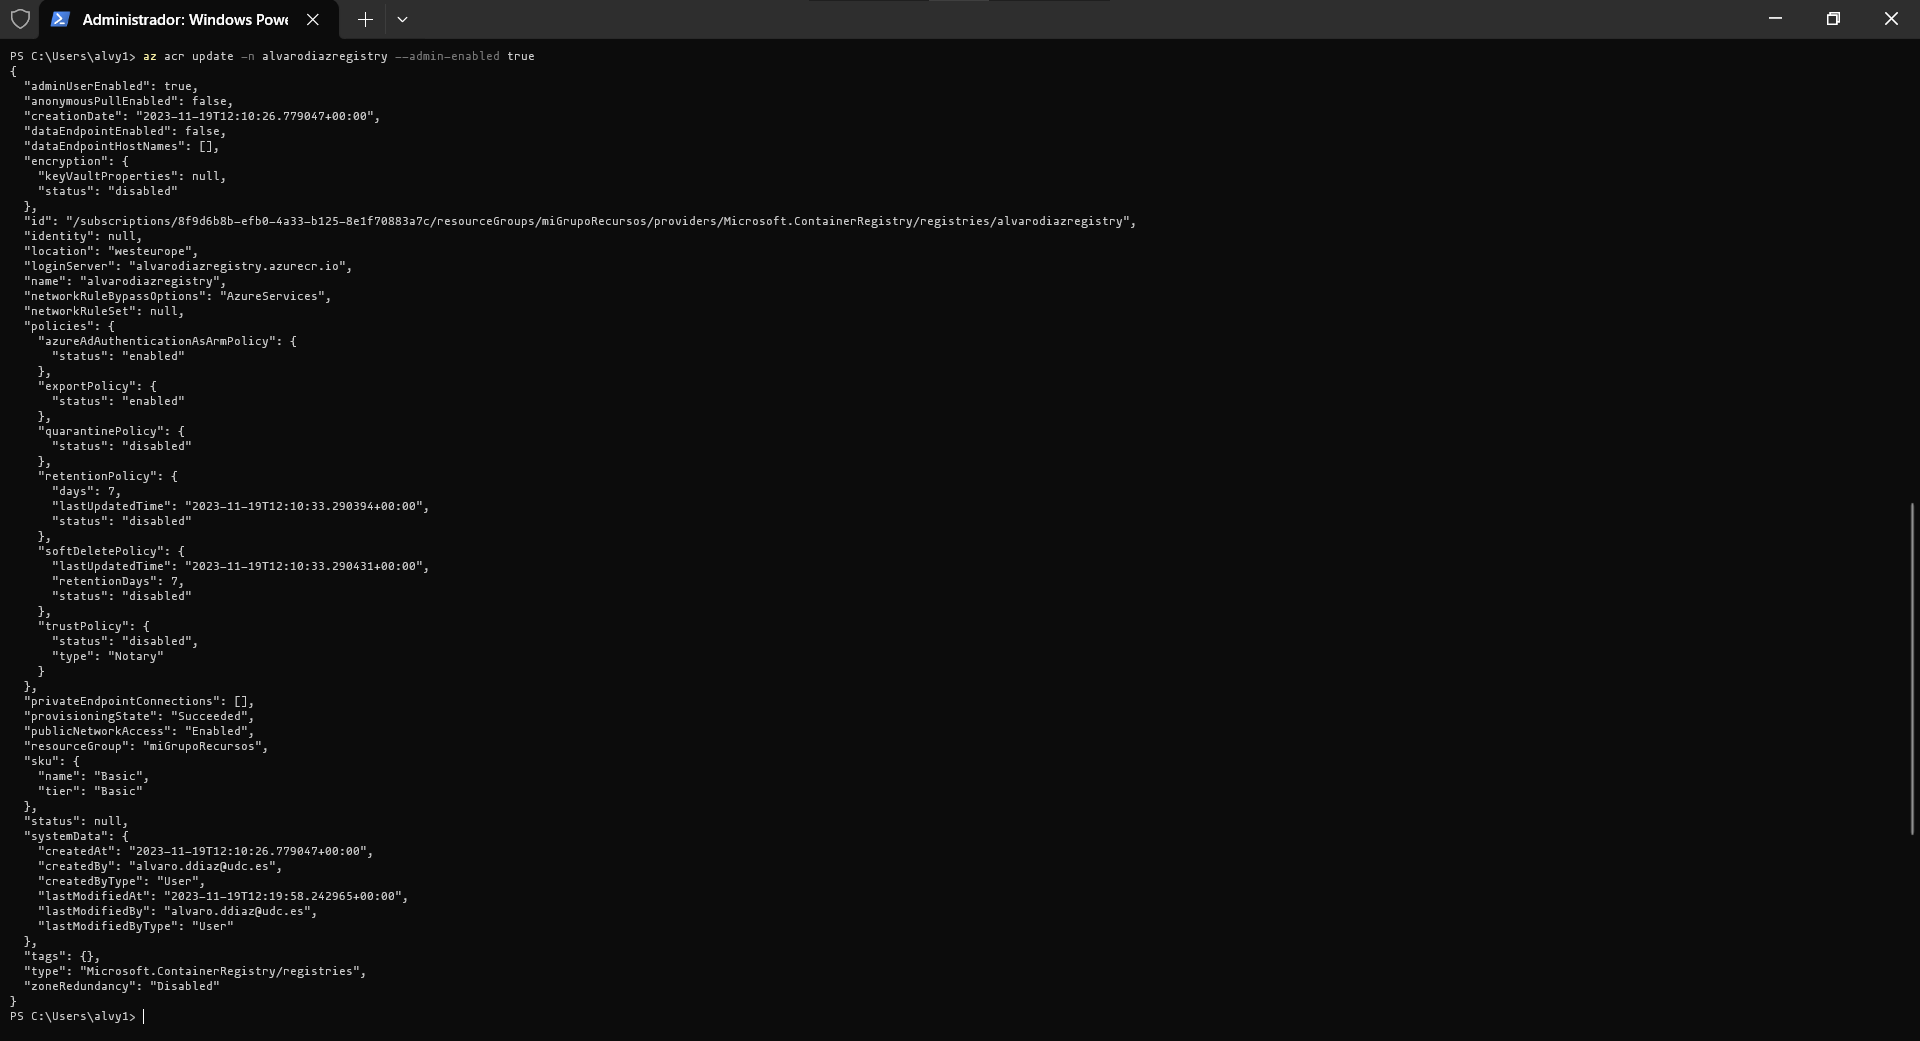 Administrador: Windows Powe
PS C:\Users\alvy1> az acr update -n alvarodiazregistry --admin-enabled true
{
  "adminUserEnabled": true,
  "anonymousPullEnabled": false,
  "creationDate": "2023-11-19T12:10:26.779047+00:00",
  "dataEndpointEnabled": false,
  "dataEndpointHostNames": [],
  "encryption": {
    "keyVaultProperties": null,
    "status": "disabled"
  },
  "id": "/subscriptions/8f9d6b8b-efb0-4a33-b125-8e1f70883a7c/resourceGroups/miGrupoRecursos/providers/Microsoft.ContainerRegistry/registries/alvarodiazregistry",
  "identity": null,
  "location": "westeurope",
  "loginServer": "alvarodiazregistry.azurecr.io",
  "name": "alvarodiazregistry",
  "networkRuleBypassOptions": "AzureServices",
  "networkRuleSet": null,
  "policies": {
    "azureAdAuthenticationAsArmPolicy": {
      "status": "enabled"
    },
    "exportPolicy": {
      "status": "enabled"
    },
    "quarantinePolicy": {
      "status": "disabled"
    },
    "retentionPolicy": {
      "days": 7,
      "lastUpdatedTime": "2023-11-19T12:10:33.290394+00:00",
      "status": "disabled"
    },
    "softDeletePolicy": {
      "lastUpdatedTime": "2023-11-19T12:10:33.290431+00:00",
      "retentionDays": 7,
      "status": "disabled"
    },
    "trustPolicy": {
      "status": "disabled",
      "type": "Notary"
    }
  },
  "privateEndpointConnections": [],
  "provisioningState": "Succeeded",
  "publicNetworkAccess": "Enabled",
  "resourceGroup": "miGrupoRecursos",
  "sku": {
    "name": "Basic",
    "tier": "Basic"
  },
  "status": null,
  "systemData": {
    "createdAt": "2023-11-19T12:10:26.779047+00:00",
    "createdBy": "alvaro.ddiaz@udc.es",
    "createdByType": "User",
    "lastModifiedAt": "2023-11-19T12:19:58.242965+00:00",
    "lastModifiedBy": "alvaro.ddiaz@udc.es",
    "lastModifiedByType": "User"
  },
  "tags": {},
  "type": "Microsoft.ContainerRegistry/registries",
  "zoneRedundancy": "Disabled"
}
PS C:\Users\alvy1>